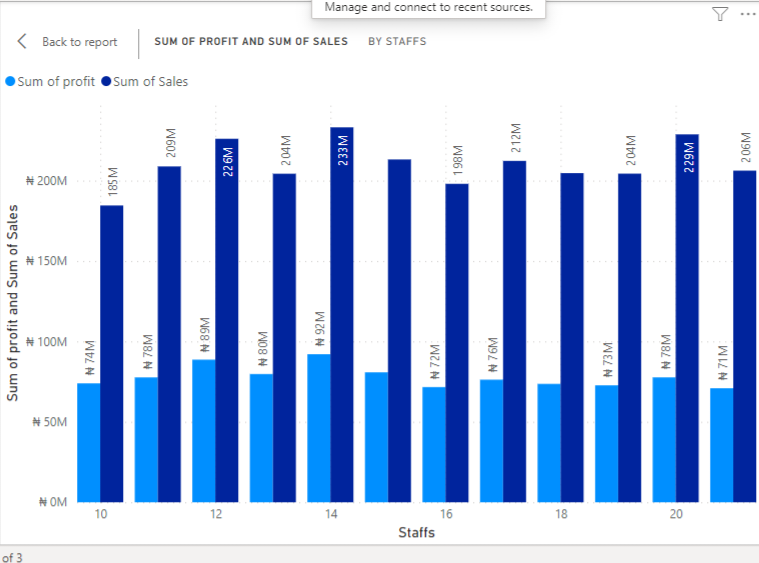 Manage and connect to recent sources.
Back to report
SUM OF PROFIT AND SUM OF SALES BY STAFFS
Sum of profit Sum of Sales
Sum of profit and Sum of Sales
₦ 200M
₦ 150M
₦ 100M
₦ 50M
₦ 0M
₦ 74M
185M
₦ 78M
209M
₦ 89M
226M
₦ 80M
204M
₦ 92M
233M
₦ 72M
198M
₦ 76M
212M
₦ 73M
204M
₦ 78M
229M
₦ 71M
206M
10 12 14 16 18 20
Staffs
of 3